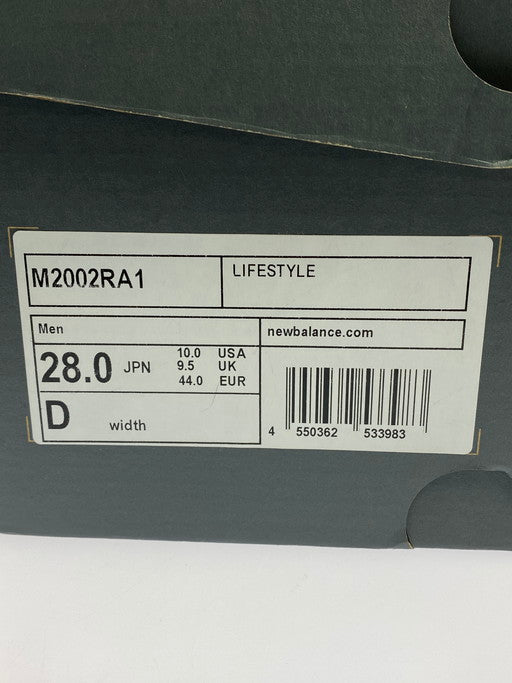 M2002RA1
LIFESTYLE
Men
newbalance.com
28.0 JPN
10.0 USA
9.5 UK
44.0 EUR
D width
4 550362 533983